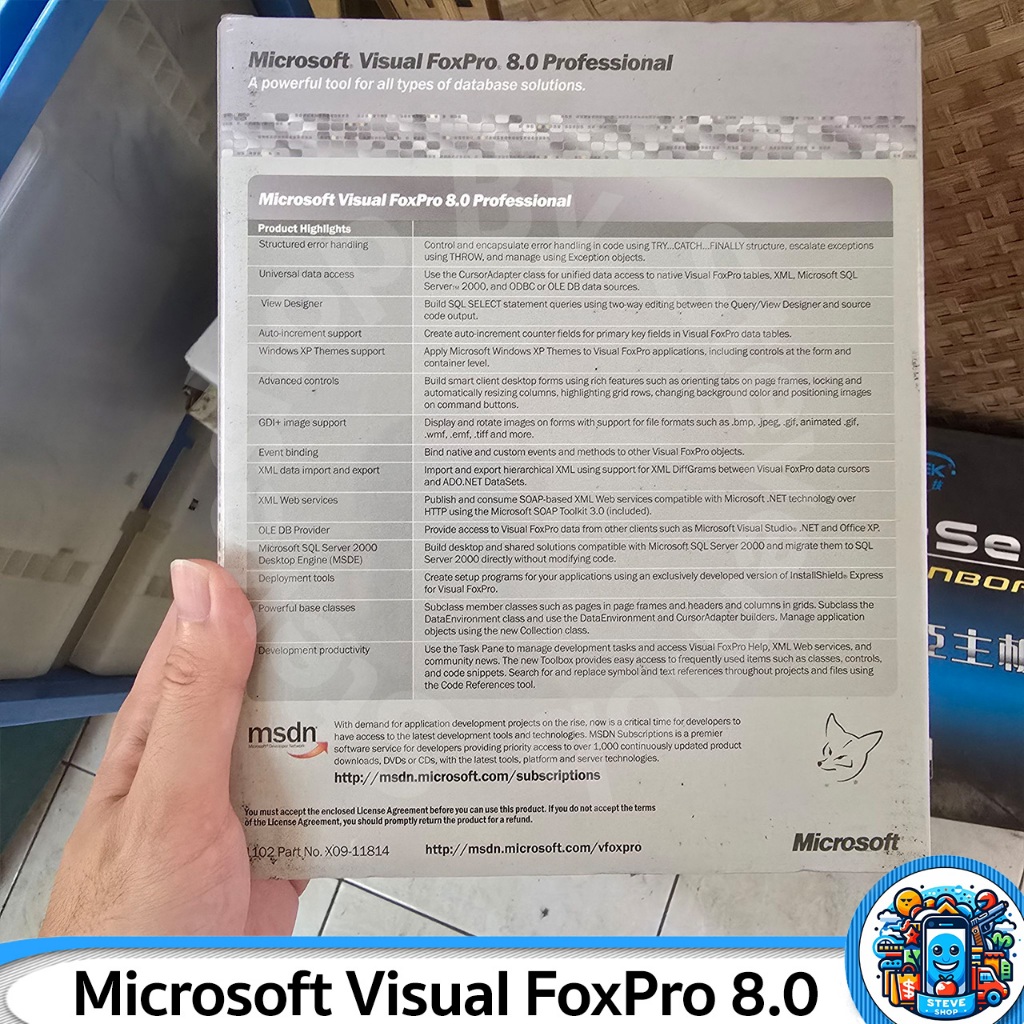 Microsoft® Visual FoxPro® 8.0 Professional
A powerful tool for all types of database solutions.
Microsoft Visual FoxPro 8.0 Professional
Product Highlights
Structured error handling
Control and encapsulate error handling in code using TRY...CATCH...FINALLY structure, escalate exceptions
using THROW, and manage using Exception objects.
Universal data access
Use the CursorAdapter class for unified data access to native Visual FoxPro tables, XML, Microsoft SQL
Server™ 2000, and ODBC or OLE DB data sources.
View Designer
Build SQL SELECT statement queries using two-way editing between the Query/View Designer and source
code output.
Auto-increment support
Create auto-increment counter fields for primary key fields in Visual FoxPro data tables.
Windows XP Themes support
Apply Microsoft Windows XP Themes to Visual FoxPro applications, including controls at the form and
container level.
Advanced controls
Build smart client desktop forms using rich features such as orienting tabs on page frames, locking and
automatically resizing columns, highlighting grid rows, changing background color and positioning images
on command buttons.
GDI+ image support
Display and rotate images on forms with support for file formats such as .bmp, .jpeg, .gif, animated .gif,
.wmf, .emf, .tiff and more.
Event binding
Bind native and custom events and methods to other Visual FoxPro objects.
XML data import and export
Import and export hierarchical XML using support for XML DiffGrams between Visual FoxPro data cursors
and ADO.NET DataSets.
XML Web services
Publish and consume SOAP-based XML Web services compatible with Microsoft .NET technology over
HTTP using the Microsoft SOAP Toolkit 3.0 (included).
OLE DB Provider
Provide access to Visual FoxPro data from other clients such as Microsoft Visual Studio® .NET and Office XP.
Microsoft SQL Server 2000
Desktop Engine (MSDE)
Build desktop and shared solutions compatible with Microsoft SQL Server 2000 and migrate them to SQL
Server 2000 directly without modifying code.
Deployment tools
Create setup programs for your applications using an exclusively developed version of InstallShield® Express
for Visual FoxPro.
Powerful base classes
Subclass member classes such as pages in page frames and headers and columns in grids. Subclass the
DataEnvironment class and use the DataEnvironment and CursorAdapter builders. Manage application
objects using the new Collection class.
Development productivity
Use the Task Pane to manage development tasks and access Visual FoxPro Help, XML Web services, and
community news. The new Toolbox provides easy access to frequently used items such as classes, controls,
and code snippets. Search for and replace symbol and text references throughout projects and files using
the Code References tool.
msdn
Microsoft Developer Network
With demand for application development projects on the rise, now is a critical time for developers to
have access to the latest development tools and technologies. MSDN Subscriptions is a premier
software service for developers providing priority access to over 1,000 continuously updated product
downloads, DVDs or CDs, with the latest tools, platform and server technologies.
http://msdn.microsoft.com/subscriptions
You must accept the enclosed License Agreement before you can use this product. If you do not accept the terms
of the License Agreement, you should promptly return the product for a refund.
1102 Part No. X09-11814
http://msdn.microsoft.com/vfoxpro
Microsoft
Se
NBOA
主机
STEVE
SHOP
Microsoft Visual FoxPro 8.0